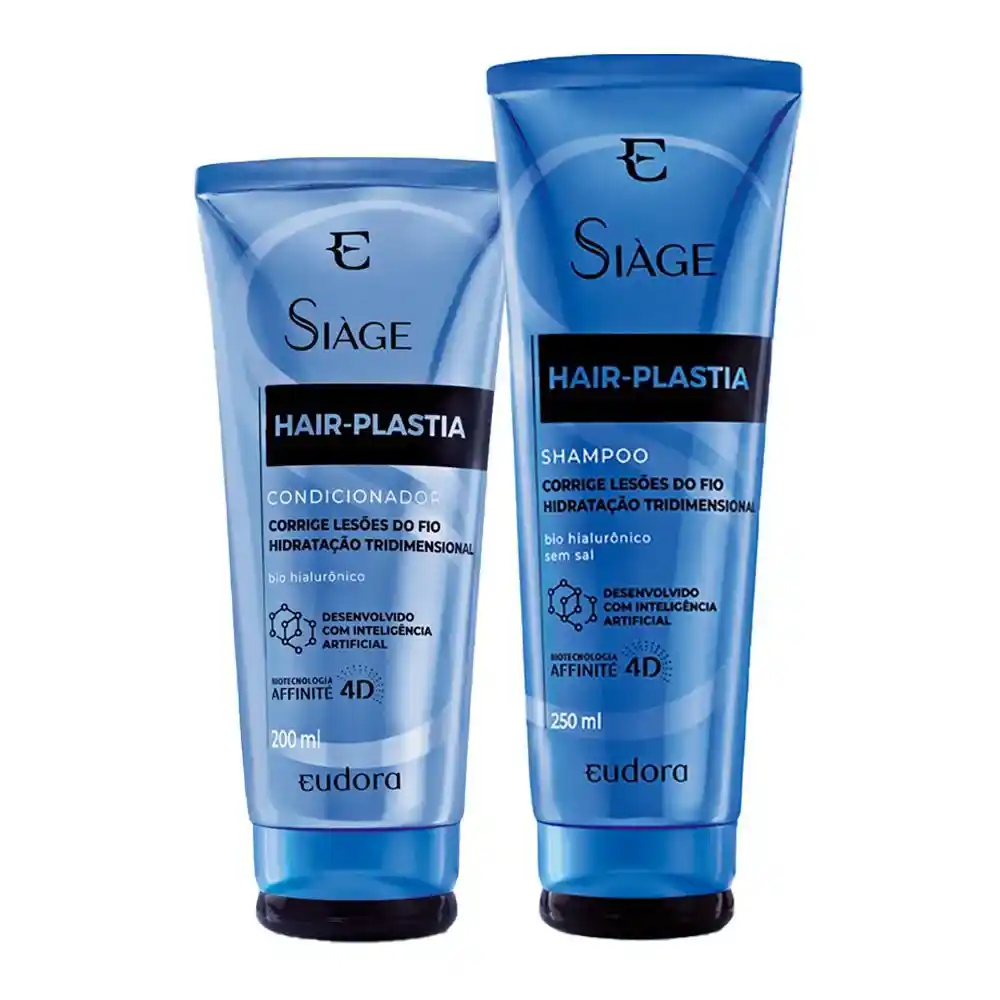 E
SIÀGE
HAIR-PLASTIA
CONDICIONADOR
CORRIGE LESÕES DO FIO
HIDRATAÇÃO TRIDIMENSIONAL
bio hialurônico
DESENVOLVIDO
COM INTELIGÊNCIA
ARTIFICIAL
BIOTECNOLOGIA
AFFINITÉ 4D
200 ml
eudora
E
SIÀGE
HAIR-PLASTIA
SHAMPOO
CORRIGE LESÕES DO FIO
HIDRATAÇÃO TRIDIMENSIONAL
bio hialurônico
sem sal
DESENVOLVIDO
COM INTELIGÊNCIA
ARTIFICIAL
BIOTECNOLOGIA
AFFINITÉ 4D
250 ml
eudora